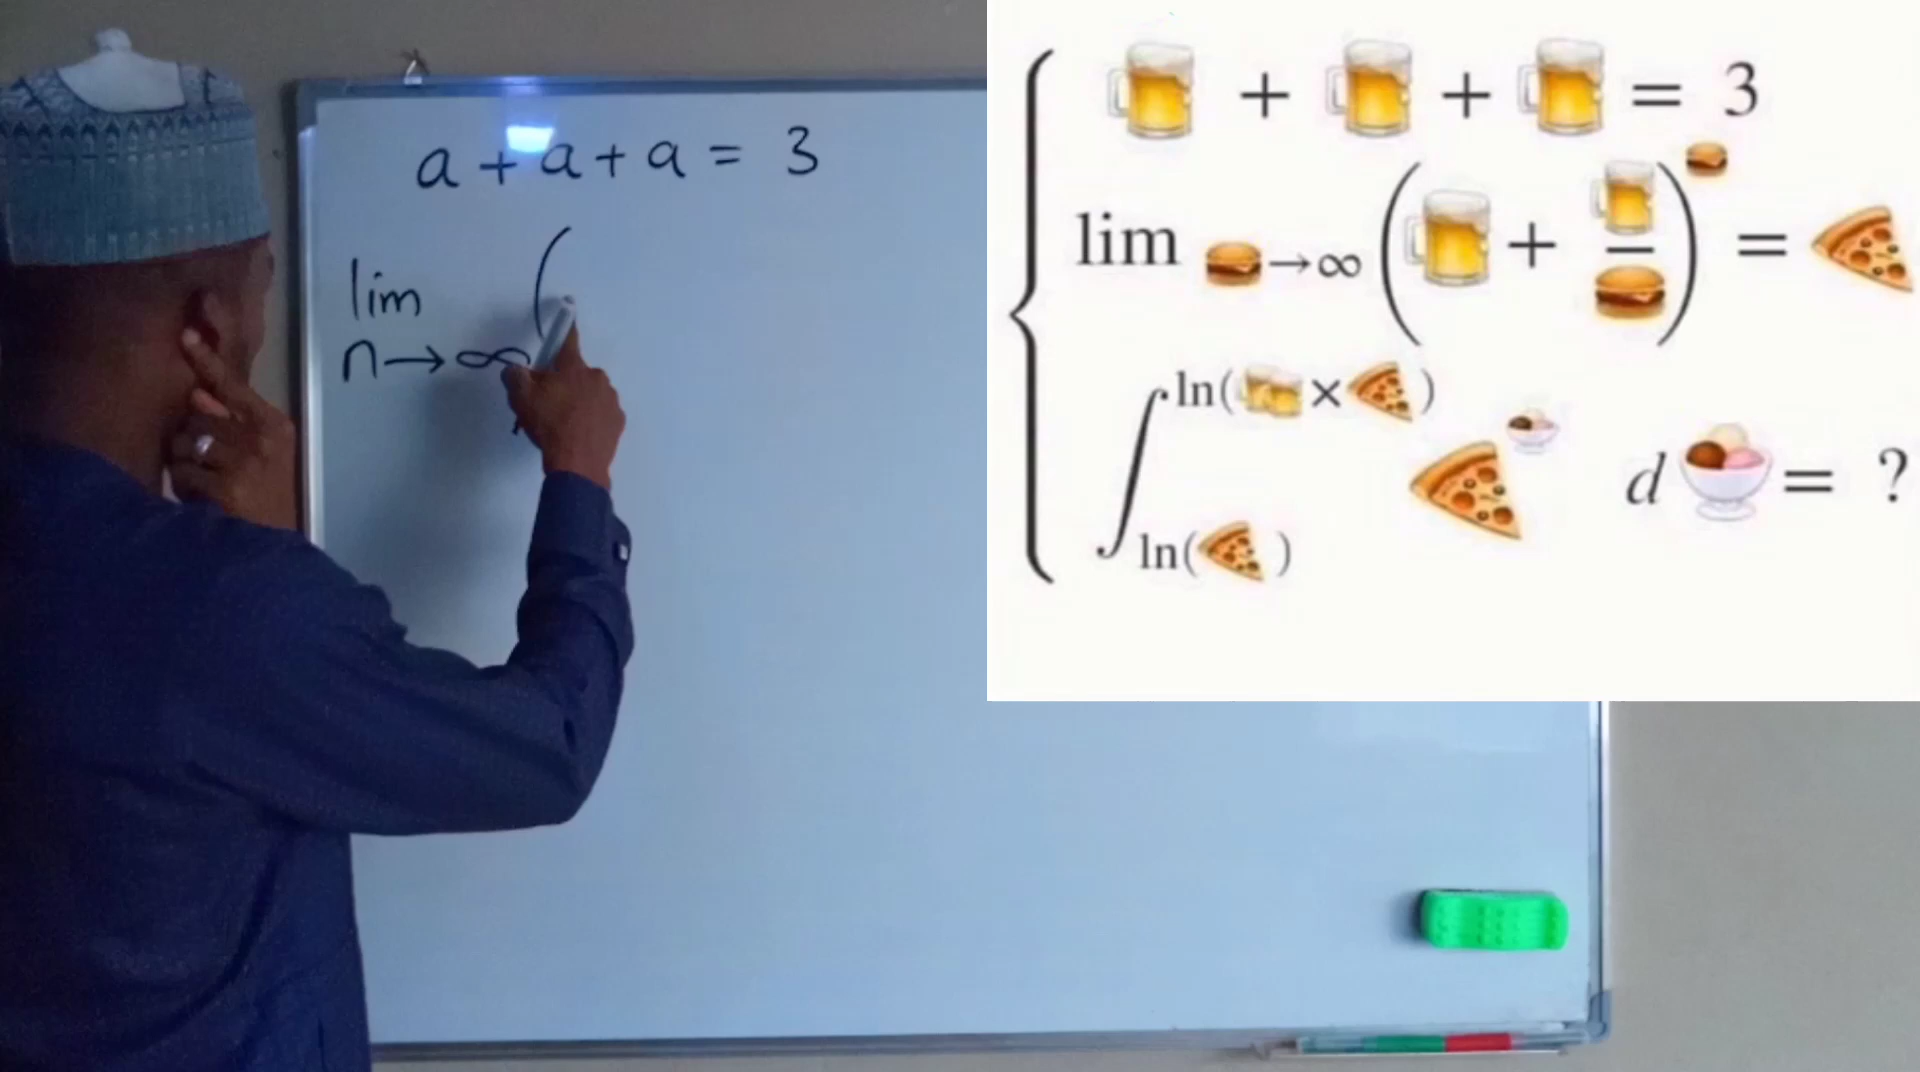 a + a + a = 3
lim
n → ∞ (
🍺 + 🍺 + 🍺 = 3
lim 🍔→∞ (🍺 + 🍺/🍔)^🍔 = 🍕
∫ ln(🍻×🍕) ln(🍕) 🍕^🍨 d🍨 = ?